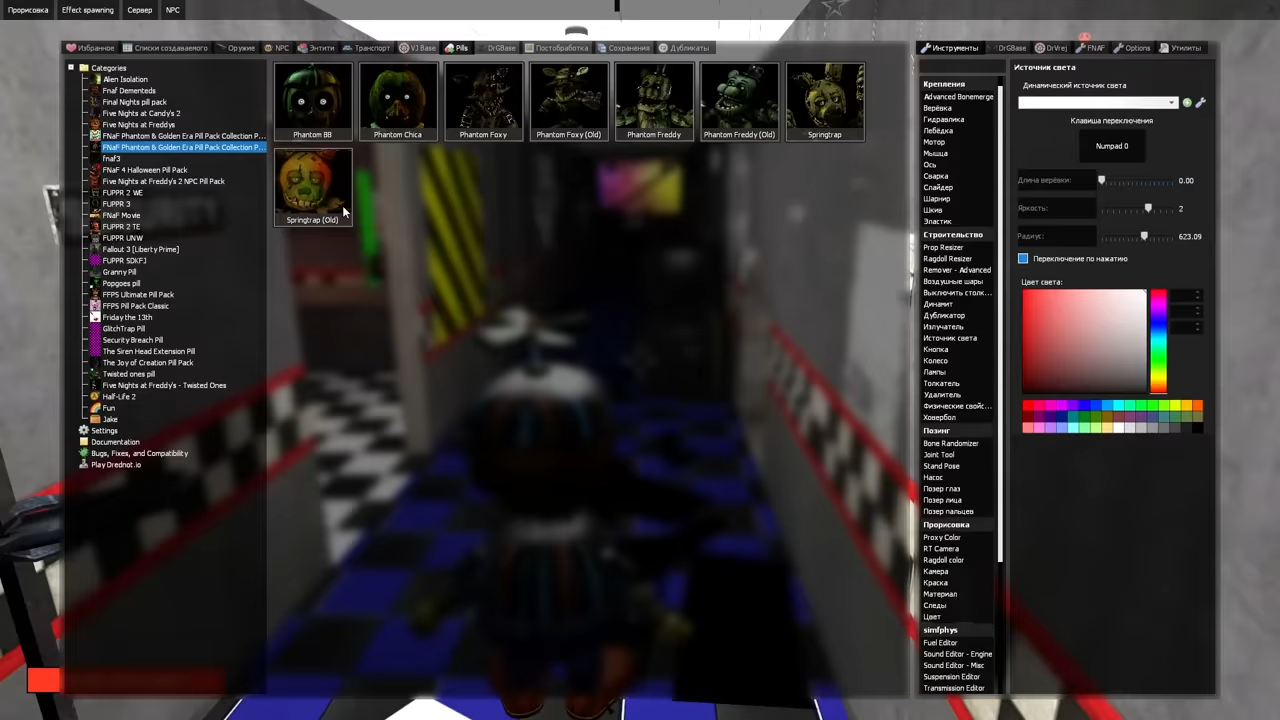 Прорисовка Effect spawning Сервер NPC
Избранное Списки создаваемого Оружие NPC Энтити Транспорт VJ Base Pills DrGBase Постобработка Сохранения Дубликаты
Categories
Alien Isolation
Fnaf Dementeds
Final Nights pill pack
Five Nights at Candy's 2
Five Nights at Freddys
FNaF Phantom & Golden Era Pill Pack Collection P...
FNaF Phantom & Golden Era Pill Pack Collection P...
fnaf3
FNAF 4 Halloween Pill Pack
Five Nights at Freddy's 2 NPC Pill Pack
FUPPR 2 WE
FUPPR 3
FNaF Movie
FUPPR 2 TE
FUPPR UNW
Fallout 3 [Liberty Prime]
FUPPR SDKFJ
Granny Pill
Popgoes pill
FFPS Ultimate Pill Pack
FFPS Pill Pack Classic
Friday the 13th
GlitchTrap Pill
Security Breach Pill
The Siren Head Extension Pill
The Joy of Creation Pill Pack
Twisted ones pill
Five Nights at Freddy's - Twisted Ones
Half-Life 2
Fun
Jake
Settings
Documentation
Bugs, Fixes, and Compatibility
Play Drednot.io
Phantom BB Phantom Chica Phantom Foxy Phantom Foxy (Old) Phantom Freddy Phantom Freddy (Old) Springtrap
Springtrap (Old)
Инструменты DrGBase DrVrej FNAF Options Утилиты
Крепления
Advanced Bonemerge
Верёвка
Гидравлика
Лебёдка
Мотор
Мышца
Ось
Сварка
Слайдер
Шарнир
Шкив
Эластик
Строительство
Prop Resizer
Ragdoll Resizer
Remover - Advanced
Воздушные шары
Выключить столк...
Динамит
Дубликатор
Излучатель
Источник света
Кнопка
Колесо
Лампы
Толкатель
Удалитель
Физические свойс...
Ховербол
Позинг
Bone Randomizer
Joint Tool
Stand Pose
Насос
Позер глаз
Позер лица
Позер пальцев
Прорисовка
Proxy Color
RT Camera
Ragdoll color
Камера
Краска
Материал
Следы
Цвет
simfphys
Fuel Editor
Sound Editor - Engine
Sound Editor - Misc
Suspension Editor
Transmission Editor
Источник света
Динамический источник света
Клавиша переключения
Numpad 0
Длина верёвки: 0.00
Яркость: 2
Радиус: 623.09
Переключение по нажатию
Цвет света: